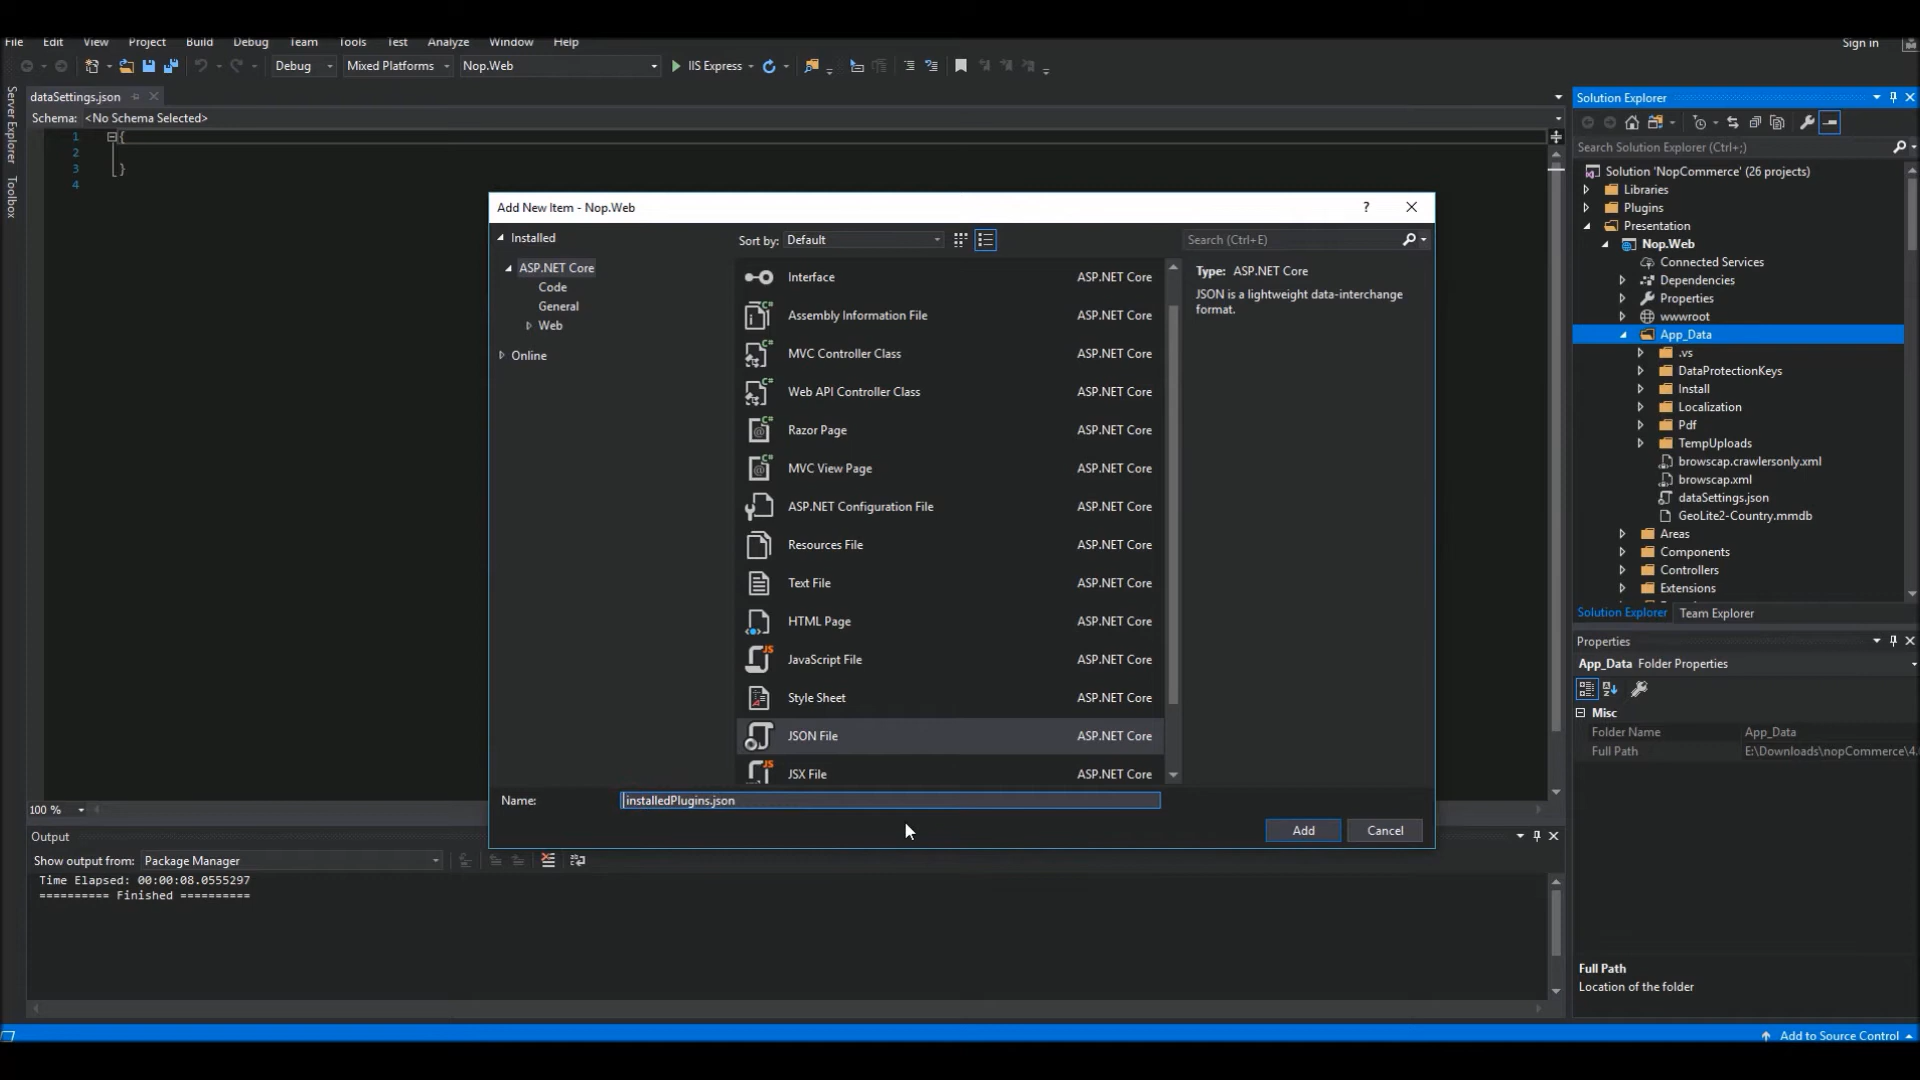 File Edit View Project Build Debug Team Tools Test Analyze Window Help
Sign in
Debug Mixed Platforms Nop.Web IIS Express
Server Explorer
Toolbox
dataSettings.json
Schema: <No Schema Selected>
1 {
2
3 }
4
100 %
Add New Item - Nop.Web
?
Installed
ASP.NET Core
Code
General
Web
Online
Sort by: Default
Search (Ctrl+E)
Interface ASP.NET Core
Assembly Information File ASP.NET Core
MVC Controller Class ASP.NET Core
Web API Controller Class ASP.NET Core
Razor Page ASP.NET Core
MVC View Page ASP.NET Core
ASP.NET Configuration File ASP.NET Core
Resources File ASP.NET Core
Text File ASP.NET Core
HTML Page ASP.NET Core
JavaScript File ASP.NET Core
Style Sheet ASP.NET Core
JSON File ASP.NET Core
JSX File ASP.NET Core
Type: ASP.NET Core
JSON is a lightweight data-interchange
format.
Name: installedPlugins.json
Add Cancel
Output
Show output from: Package Manager
Time Elapsed: 00:00:08.0555297
========== Finished ==========
Solution Explorer
Search Solution Explorer (Ctrl+;)
Solution 'NopCommerce' (26 projects)
Libraries
Plugins
Presentation
Nop.Web
Connected Services
Dependencies
Properties
wwwroot
App_Data
.vs
DataProtectionKeys
Install
Localization
Pdf
TempUploads
browscap.crawlersonly.xml
browscap.xml
dataSettings.json
GeoLite2-Country.mmdb
Areas
Components
Controllers
Extensions
Solution Explorer Team Explorer
Properties
App_Data Folder Properties
Misc
Folder Name App_Data
Full Path E:\Downloads\nopCommerce\4.
Full Path
Location of the folder
Add to Source Control